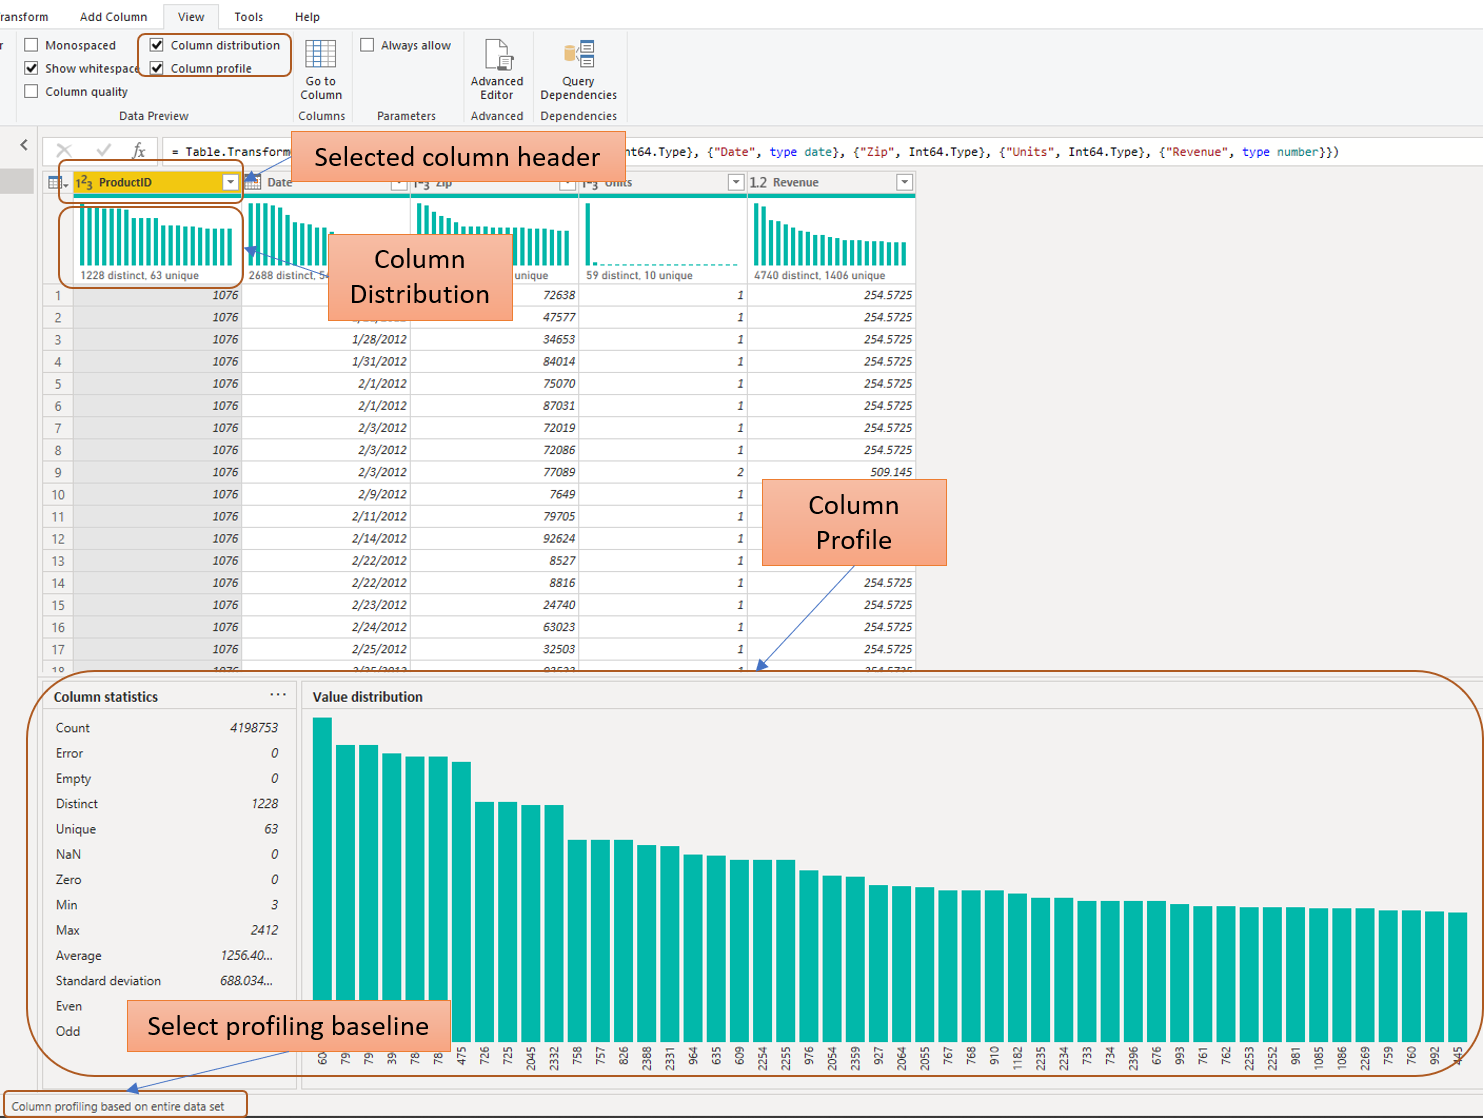 ransform Add Column View Tools Help
Monospaced Column distribution Always allow
Show whitespace Column profile Go to Column Advanced Editor Query Dependencies
Column quality
Data Preview Columns Parameters Advanced Dependencies
fx = Table.Transform nt64.Type}, {"Date", type date}, {"Zip", Int64.Type}, {"Units", Int64.Type}, {"Revenue", type number}})
Selected column header
1 2 3 ProductID Date Zip Units 1.2 Revenue
Column
Distribution
1228 distinct, 63 unique 2688 distinct, 5 unique 59 distinct, 10 unique 4740 distinct, 1406 unique
1 1076 72638 1 254.5725
2 1076 47577 1 254.5725
3 1076 1/28/2012 34653 1 254.5725
4 1076 1/31/2012 84014 1 254.5725
5 1076 2/1/2012 75070 1 254.5725
6 1076 2/1/2012 87031 1 254.5725
7 1076 2/3/2012 72019 1 254.5725
8 1076 2/3/2012 72086 1 254.5725
9 1076 2/3/2012 77089 2 509.145
10 1076 2/9/2012 7649 1
11 1076 2/11/2012 79705 1
12 1076 2/14/2012 92624 1
13 1076 2/22/2012 8527 1
14 1076 2/22/2012 8816 1 254.5725
15 1076 2/23/2012 24740 1 254.5725
16 1076 2/24/2012 63023 1 254.5725
17 1076 2/25/2012 32503 1 254.5725
18 1076 1 254.5725
Column
Profile
Column statistics ...
Count 4198753
Error 0
Empty 0
Distinct 1228
Unique 63
NaN 0
Zero 0
Min 3
Max 2412
Average 1256.40...
Standard deviation 688.034...
Even
Odd
Value distribution
60 79 79 39 78 78 475 726 725 2045 2332 758 757 826 2388 2331 964 635 609 2254 2255 976 2054 2359 927 2064 2055 767 768 910 1182 2235 2234 733 734 2396 676 993 761 762 2253 2252 981 1085 1086 2269 759 760 992 445
Select profiling baseline
Column profiling based on entire data set